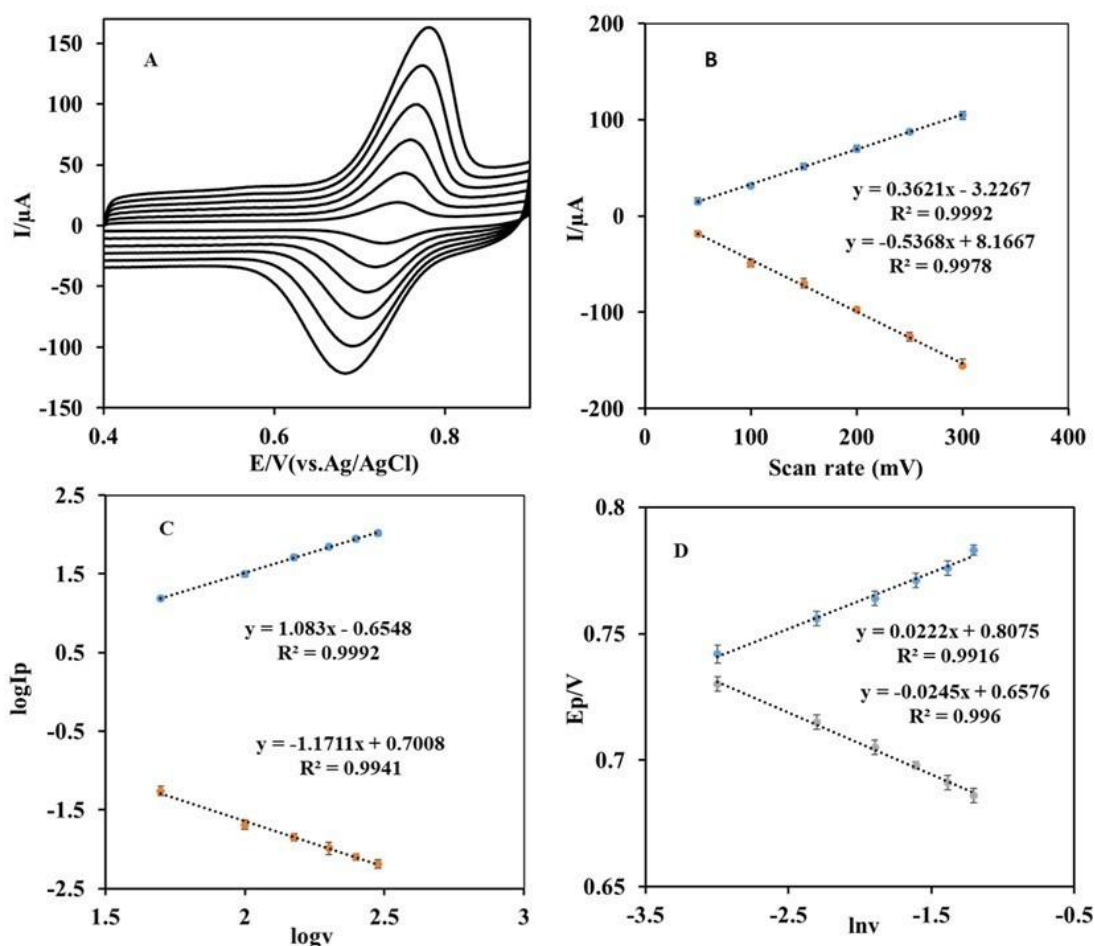 A
I/µA
150
100
50
0
-50
-100
-150
0.4
0.6
0.8
E/V(vs.Ag/AgCl)
B
I/µA
200
100
0
-100
-200
y = 0.3621x - 3.2267
R² = 0.9992
y = -0.5368x + 8.1667
R² = 0.9978
0
100
200
300
400
Scan rate (mV)
C
logIp
2.5
1.5
0.5
-0.5
-1.5
-2.5
y = 1.083x - 0.6548
R² = 0.9992
y = -1.1711x + 0.7008
R² = 0.9941
1.5
2
2.5
3
logv
D
Ep/V
0.8
0.75
0.7
0.65
y = 0.0222x + 0.8075
R² = 0.9916
y = -0.0245x + 0.6576
R² = 0.996
-3.5
-2.5
-1.5
-0.5
lnv